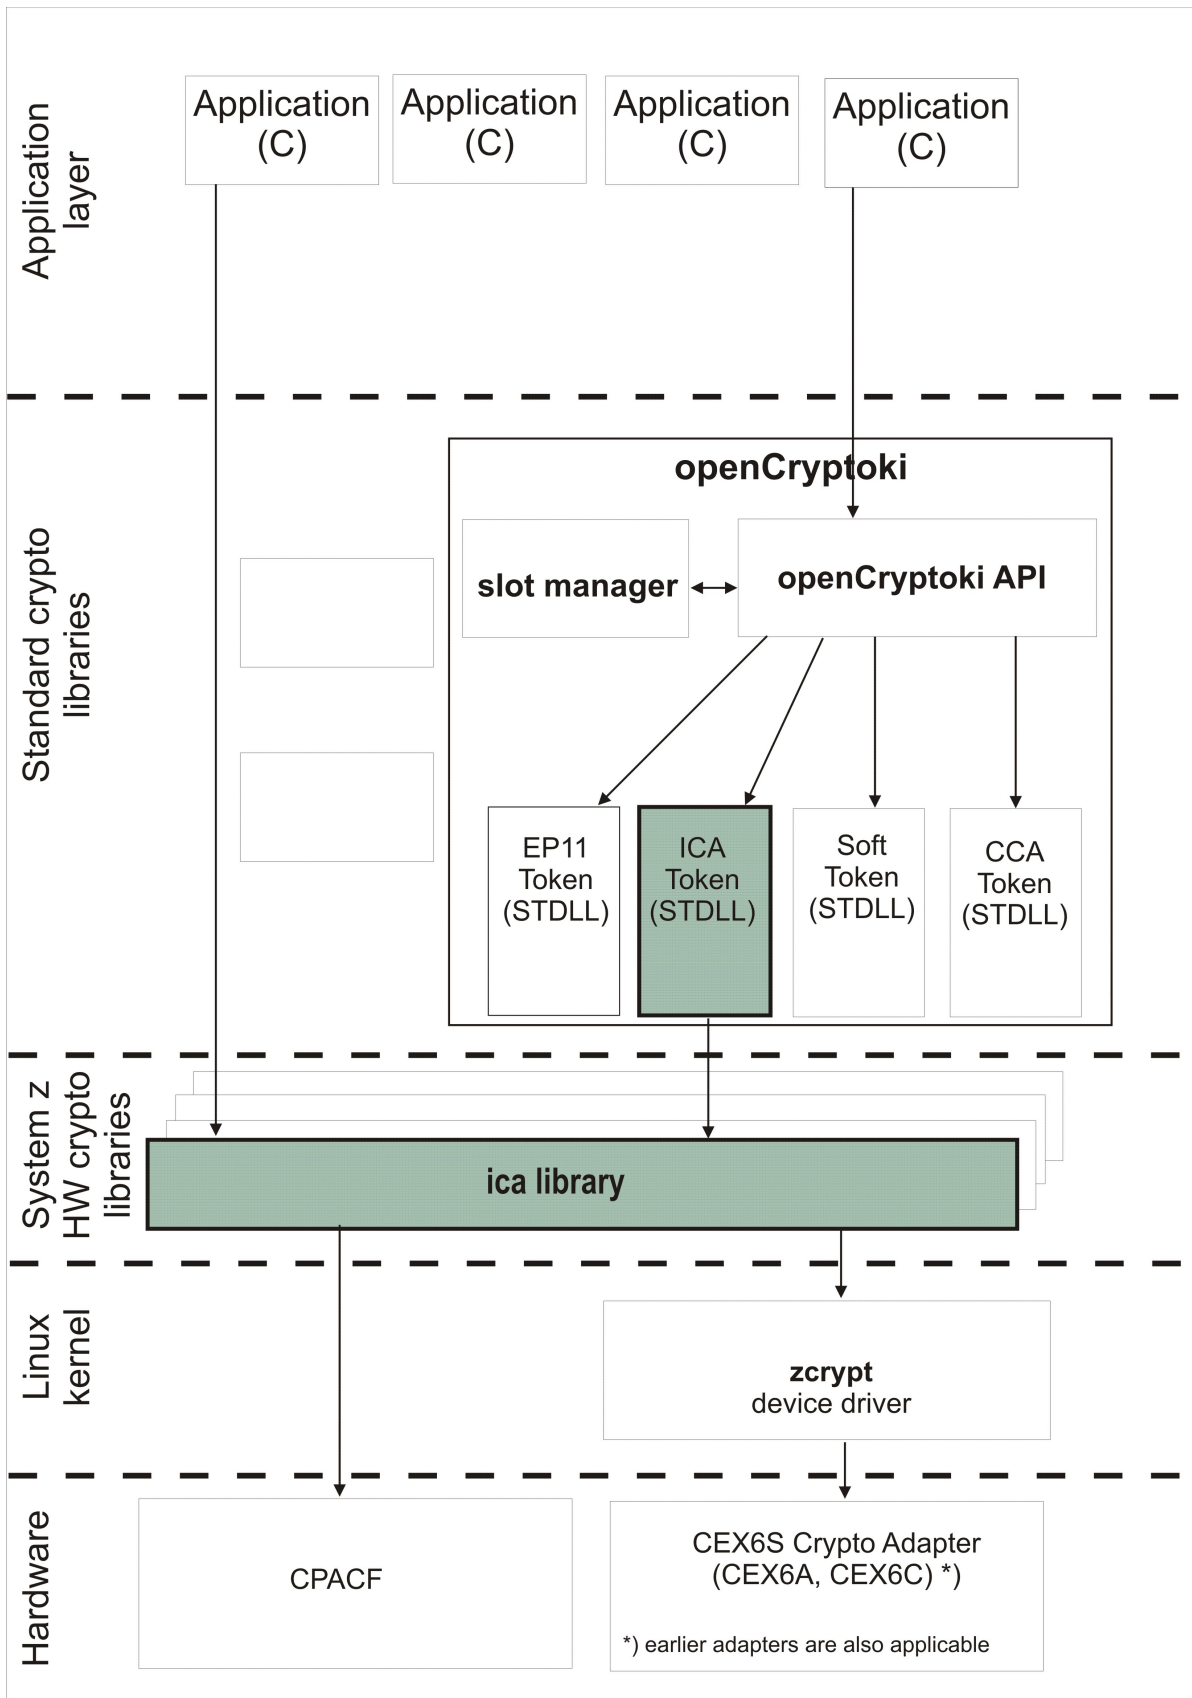 Application
layer
Application
(C)
Application
(C)
Application
(C)
Application
(C)
Standard crypto
libraries
openCryptoki
slot manager
openCryptoki API
EP11
Token
(STDLL)
ICA
Token
(STDLL)
Soft
Token
(STDLL)
CCA
Token
(STDLL)
System z
HW crypto
libraries
ica library
Linux
kernel
zcrypt
device driver
Hardware
CPACF
CEX6S Crypto Adapter
(CEX6A, CEX6C) *)
*) earlier adapters are also applicable